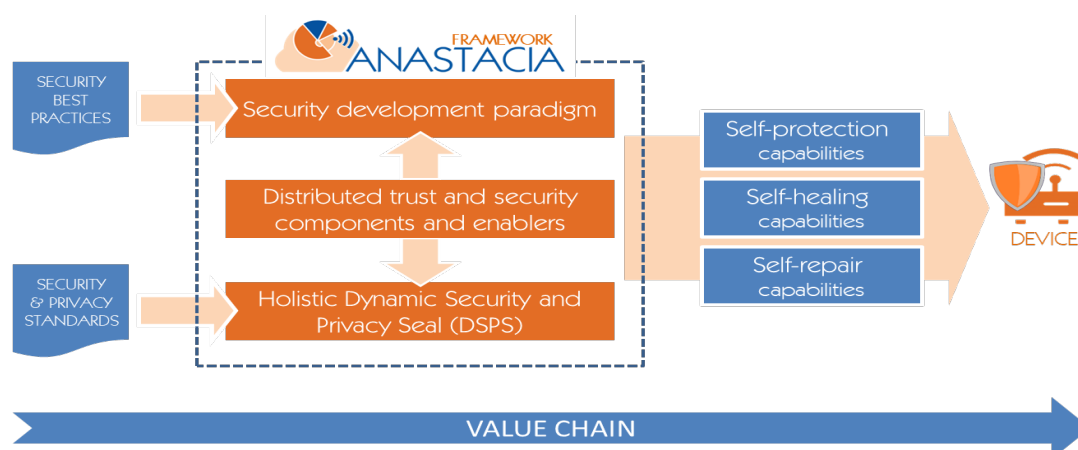 FRAMEWORK
ANASTACIA
SECURITY
BEST
PRACTICES
Security development paradigm
Distributed trust and security
components and enablers
SECURITY
& PRIVACY
STANDARDS
Holistic Dynamic Security and
Privacy Seal (DSPS)
Self-protection
capabilities
Self-healing
capabilities
Self-repair
capabilities
DEVICE
VALUE CHAIN